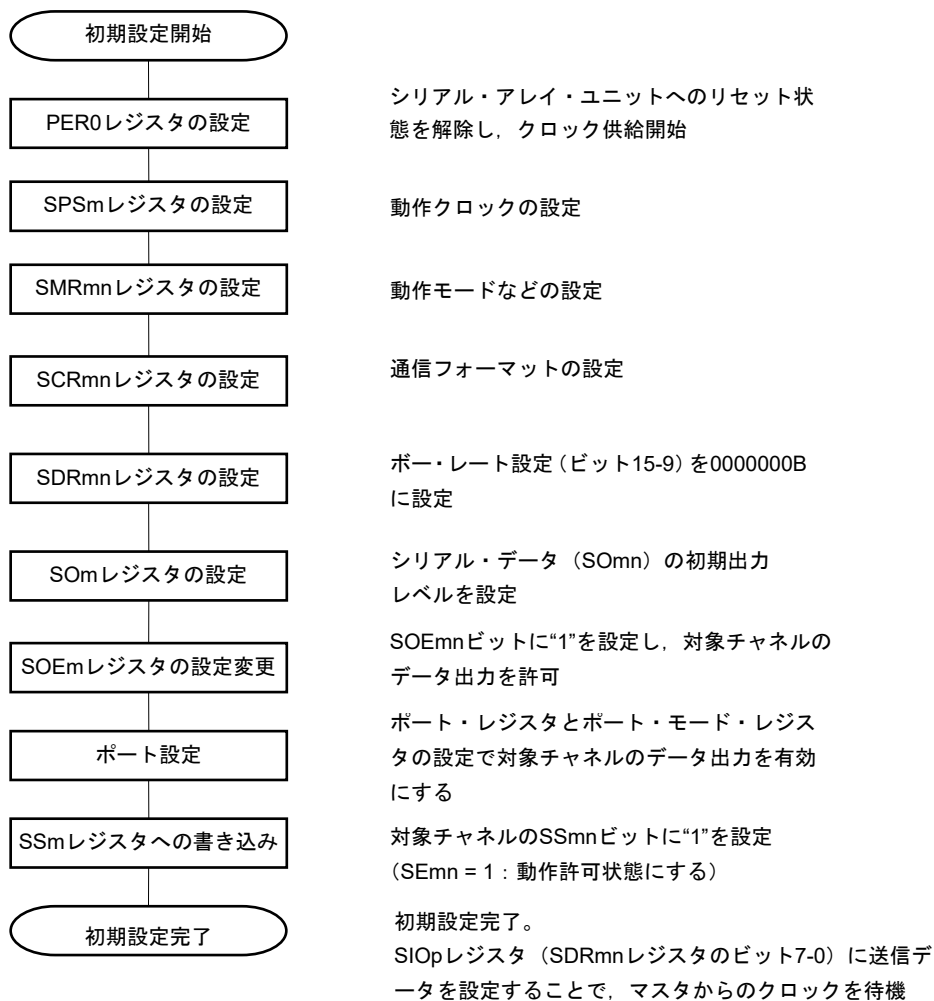 初期設定開始
PER0レジスタの設定
シリアル・アレイ・ユニットへのリセット状
態を解除し，クロック供給開始
SPSmレジスタの設定
動作クロックの設定
SMRmnレジスタの設定
動作モードなどの設定
SCRmnレジスタの設定
通信フォーマットの設定
SDRmnレジスタの設定
ボー・レート設定（ビット15-9）を0000000B
に設定
SOmレジスタの設定
シリアル・データ（SOmn）の初期出力
レベルを設定
SOEmレジスタの設定変更
SOEmnビットに“1”を設定し，対象チャネルの
データ出力を許可
ポート設定
ポート・レジスタとポート・モード・レジス
タの設定で対象チャネルのデータ出力を有効
にする
SSmレジスタへの書き込み
対象チャネルのSSmnビットに“1”を設定
（SEmn = 1：動作許可状態にする）
初期設定完了
初期設定完了。
SIOpレジスタ（SDRmnレジスタのビット7-0）に送信デ
ータを設定することで，マスタからのクロックを待機